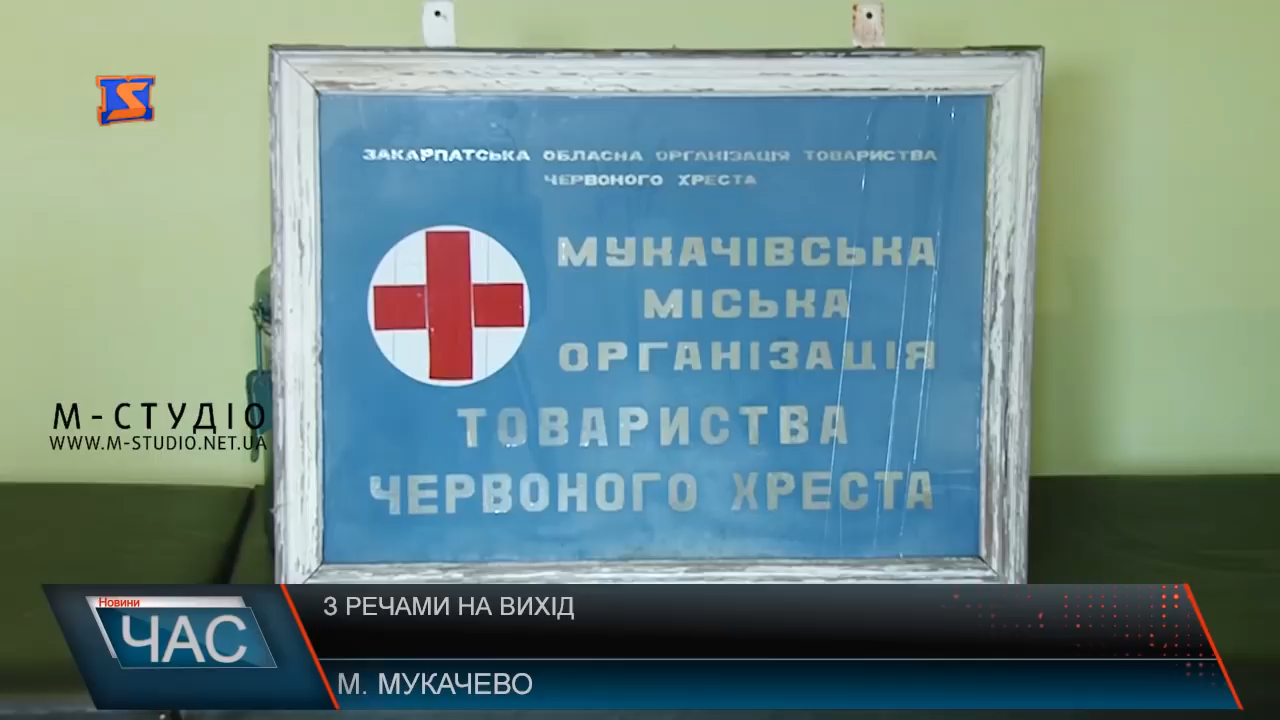 ЗАКАРПАТСЬКА ОБЛАСНА ОРГАНІЗАЦІЯ ТОВАРИСТВА
ЧЕРВОНОГО ХРЕСТА
МУКАЧІВСЬКА
МІСЬКА
ОРГАНІЗАЦІЯ
ТОВАРИСТВА
ЧЕРВОНОГО ХРЕСТА
М-СТУДІО
WWW.M-STUDIO.NET.UA
Новини
ЧАС
З РЕЧАМИ НА ВИХІД
М. МУКАЧЕВО